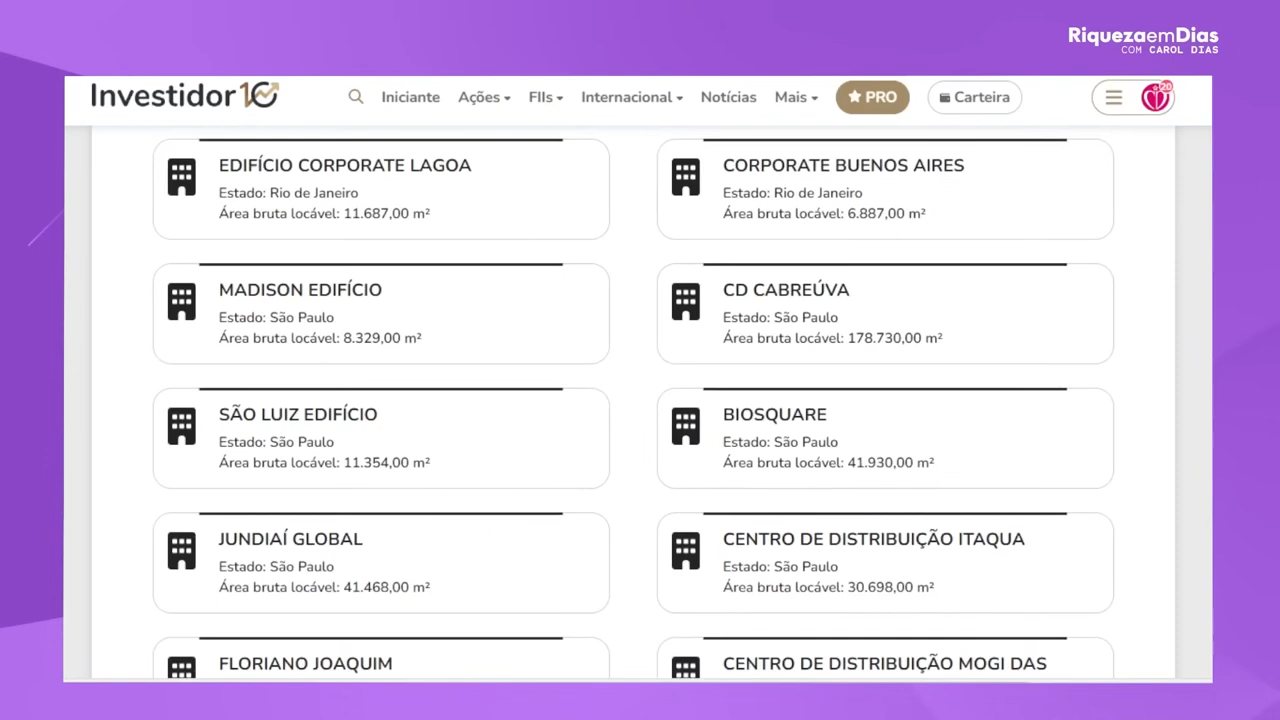 RiquezaemDias
COM CAROL DIAS
Investidor10
Iniciante
Ações
FIIs
Internacional
Notícias
Mais
PRO
Carteira
+20
EDIFÍCIO CORPORATE LAGOA
Estado: Rio de Janeiro
Área bruta locável: 11.687,00 m²
CORPORATE BUENOS AIRES
Estado: Rio de Janeiro
Área bruta locável: 6.887,00 m²
MADISON EDIFÍCIO
Estado: São Paulo
Área bruta locável: 8.329,00 m²
CD CABREÚVA
Estado: São Paulo
Área bruta locável: 178.730,00 m²
SÃO LUIZ EDIFÍCIO
Estado: São Paulo
Área bruta locável: 11.354,00 m²
BIOSQUARE
Estado: São Paulo
Área bruta locável: 41.930,00 m²
JUNDIAÍ GLOBAL
Estado: São Paulo
Área bruta locável: 41.468,00 m²
CENTRO DE DISTRIBUIÇÃO ITAQUA
Estado: São Paulo
Área bruta locável: 30.698,00 m²
FLORIANO JOAQUIM
CENTRO DE DISTRIBUIÇÃO MOGI DAS